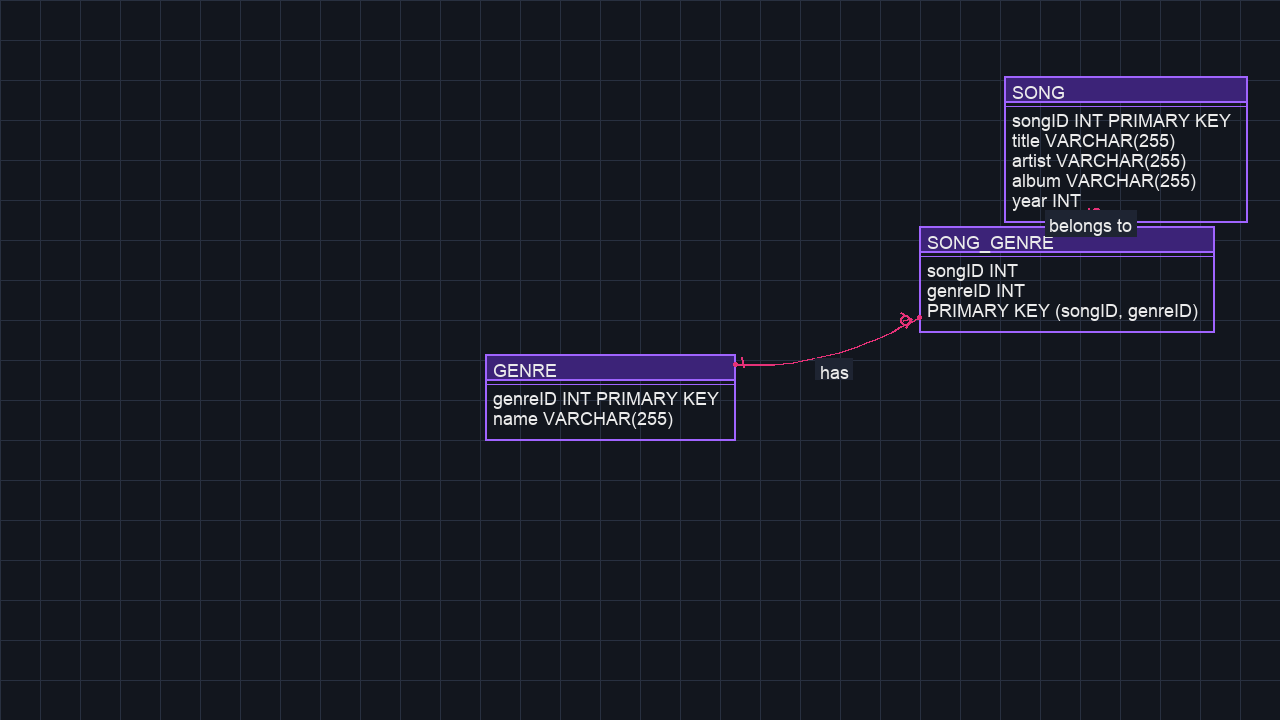 SONG
songID INT PRIMARY KEY
title VARCHAR(255)
artist VARCHAR(255)
album VARCHAR(255)
year INT
belongs to
SONG_GENRE
songID INT
genreID INT
PRIMARY KEY (songID, genreID)
has
GENRE
genreID INT PRIMARY KEY
name VARCHAR(255)